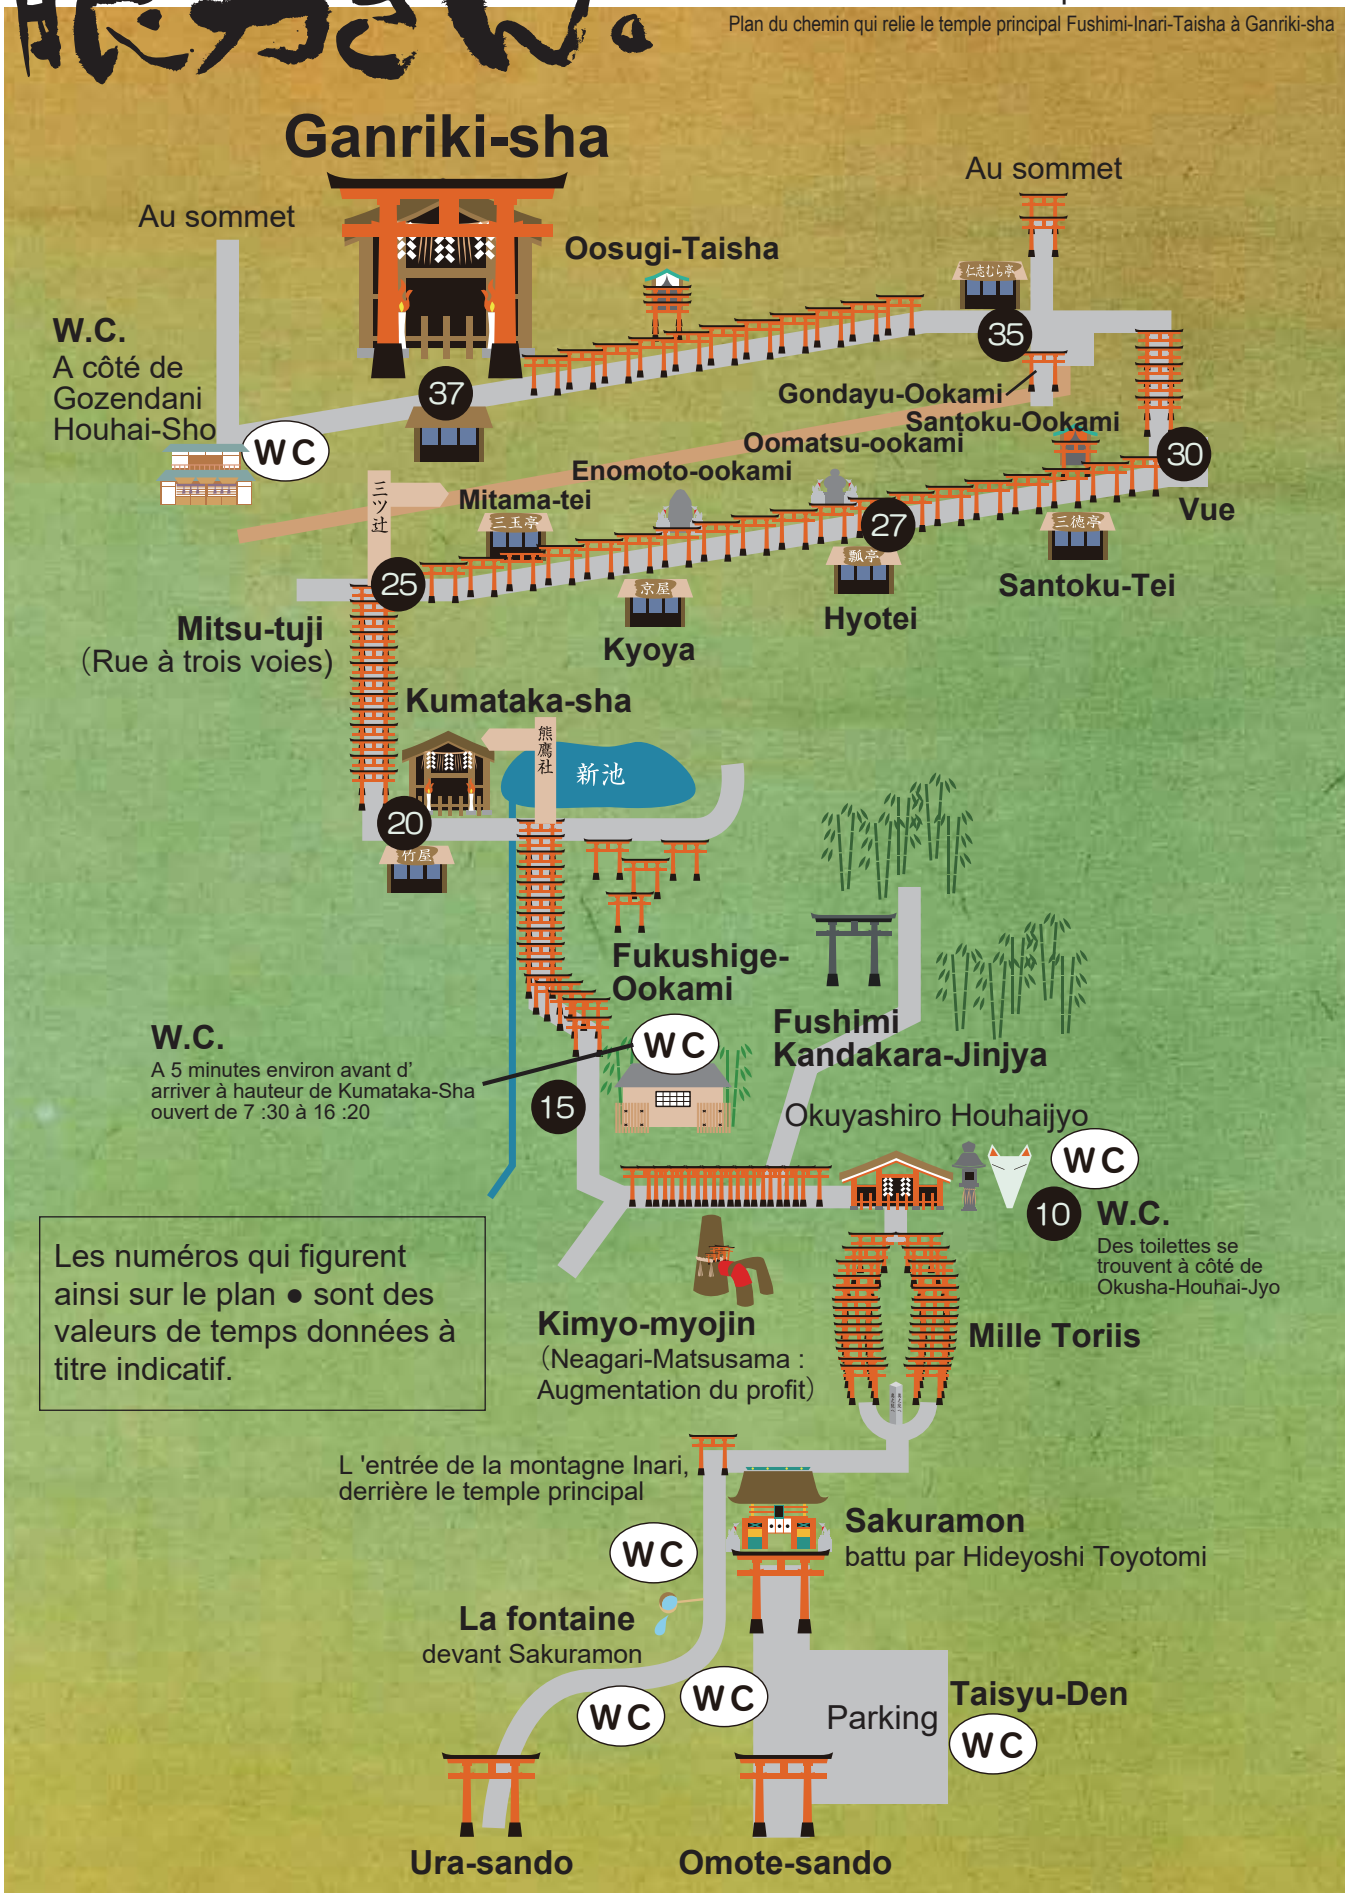 Plan du chemin qui relie le temple principal Fushimi-Inari-Taisha à Ganriki-sha
Ganriki-sha
Au sommet
Au sommet
Oosugi-Taisha
仁志むら亭
W.C.
A côté de
Gozendani
Houhai-Sho
WC
37
35
Gondayu-Ookami
Santoku-Ookami
Oomatsu-ookami
Enomoto-ookami
Mitama-tei
三ツ辻
三玉亭
30
Vue
27
三徳亭
瓢亭
25
京屋
Santoku-Tei
Hyotei
Kyoya
Mitsu-tuji
(Rue à trois voies)
Kumataka-sha
熊鷹社
新池
20
竹屋
Fukushige-
Ookami
Fushimi
Kandakara-Jinjya
W.C.
A 5 minutes environ avant d’
arriver à hauteur de Kumataka-Sha
ouvert de 7 :30 à 16 :20
WC
15
Okuyashiro Houhaijyo
WC
10
W.C.
Des toilettes se
trouvent à côté de
Okusha-Houhai-Jyo
Les numéros qui figurent
ainsi sur le plan ● sont des
valeurs de temps données à
titre indicatif.
Kimyo-myojin
(Neagari-Matsusama :
Augmentation du profit)
Mille Toriis
L 'entrée de la montagne Inari,
derrière le temple principal
Sakuramon
battu par Hideyoshi Toyotomi
WC
La fontaine
devant Sakuramon
WC
WC
Parking
Taisyu-Den
WC
Ura-sando
Omote-sando